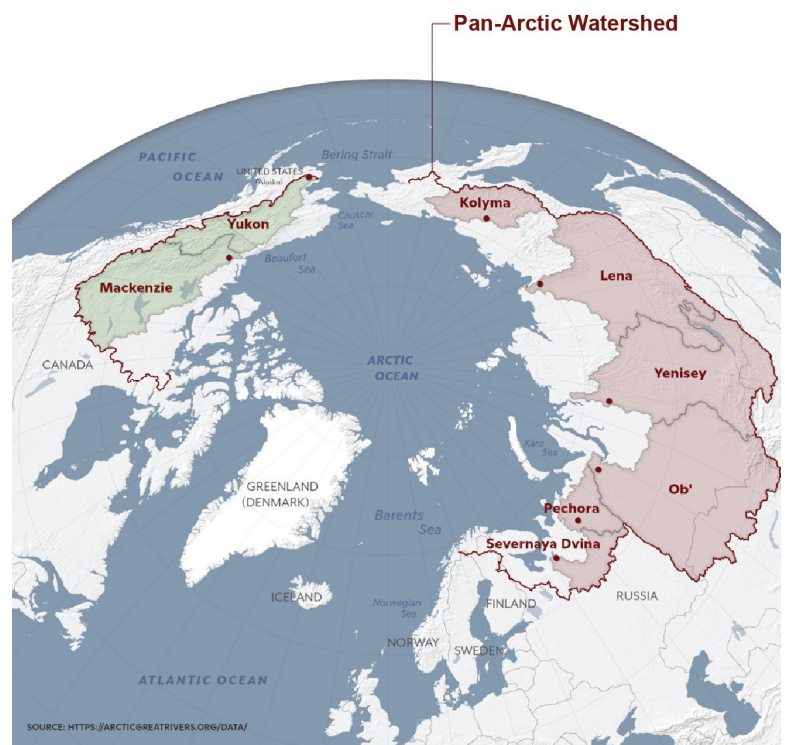 Pan-Arctic Watershed
PACIFIC
OCEAN
Bering Strait
UNITED STATES
(Alaska)
Kolyma
Yukon
Chukchi
Sea
Beaufort
Sea
Lena
Mackenzie
CANADA
ARCTIC
OCEAN
Yenisey
Kara
Sea
GREENLAND
(DENMARK)
Ob'
Pechora
Barents
Sea
Severnaya Dvina
ICELAND
Norwegian
Sea
FINLAND
RUSSIA
NORWAY
SWEDEN
ATLANTIC OCEAN
SOURCE: HTTPS://ARCTICGREATRIVERS.ORG/DATA/